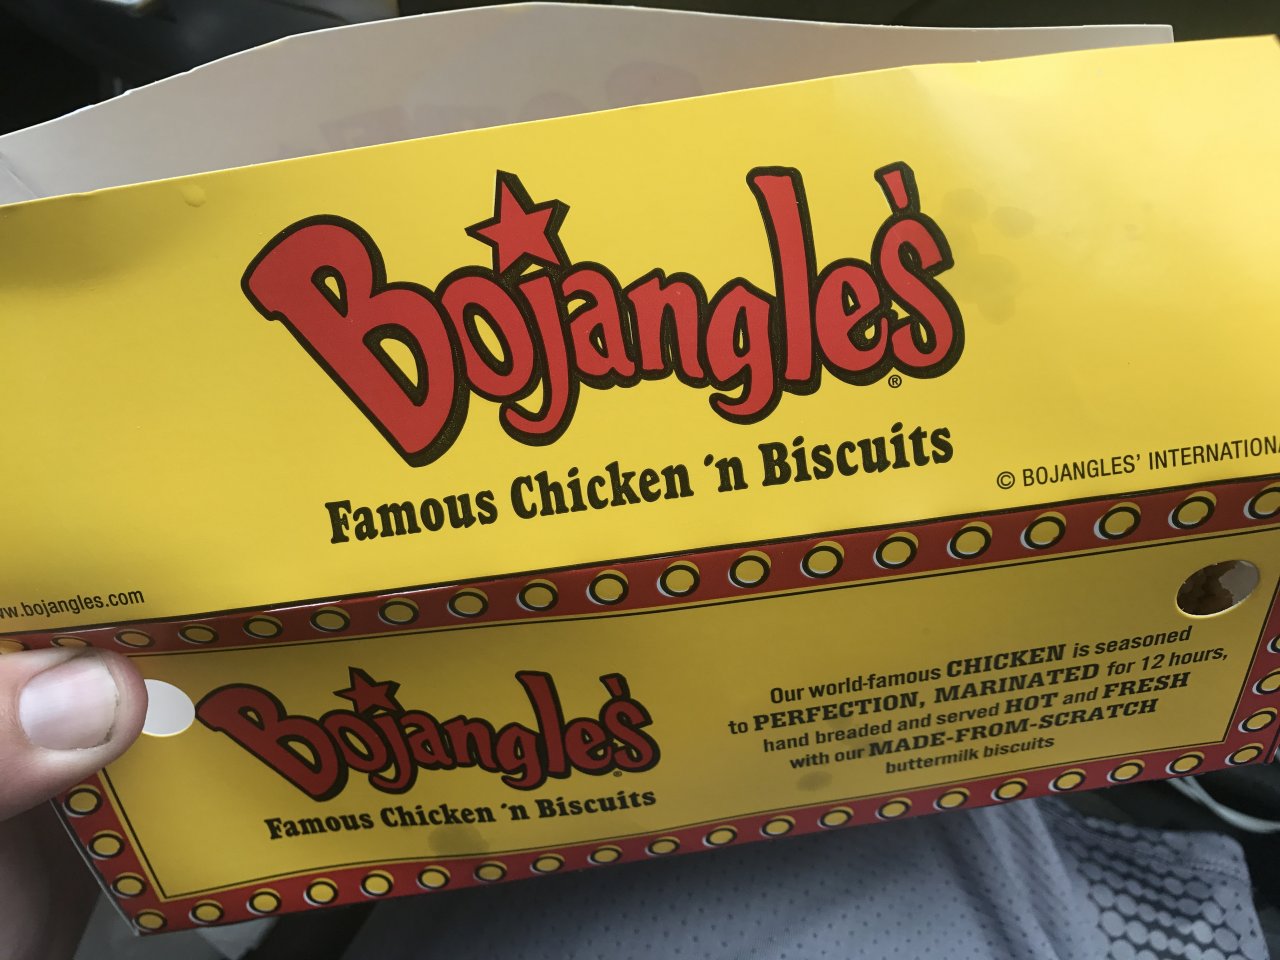 Bojangles'
®
Famous Chicken 'n Biscuits
© BOJANGLES' INTERNATIONA
w.bojangles.com
Bojangles'
®
Famous Chicken 'n Biscuits
Our world-famous CHICKEN is seasoned
to PERFECTION, MARINATED for 12 hours,
hand breaded and served HOT and FRESH
with our MADE-FROM-SCRATCH
buttermilk biscuits